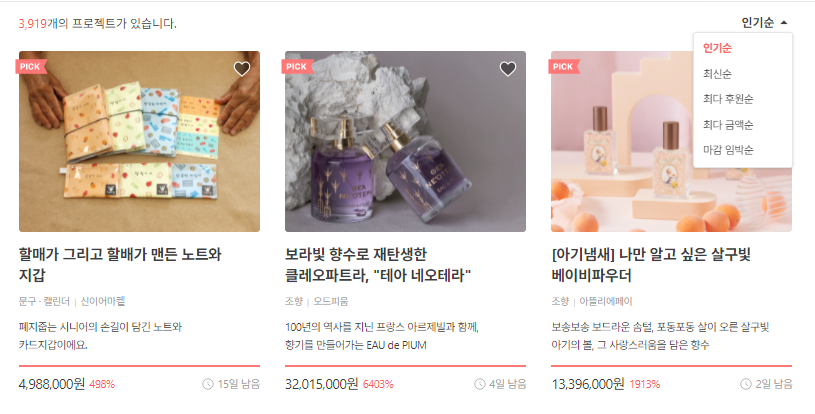 3,919개의 프로젝트가 있습니다.
인기순
인기순
최신순
최다 후원순
최다 금액순
마감 임박순
PICK
PICK
PICK
할매가 그리고 할배가 맨든 노트와
지갑
문구 · 캘린더 | 신이어마켙
폐지줍는 시니어의 손길이 담긴 노트와
카드지갑이에요.
4,988,000원 498%
15일 남음
보라빛 향수로 재탄생한
클레오파트라, "테아 네오테라"
조향 | 오드피움
100년의 역사를 지닌 프랑스 아르제빌과 함께,
향기를 만들어가는 EAU de PIUM
32,015,000원 6403%
4일 남음
[아기냄새] 나만 알고 싶은 살구빛
베이비파우더
조향 | 아뜰리에페이
보송보송 보드라운 솜털, 포동포동 살이 오른 살구빛
아기의 볼, 그 사랑스러움을 담은 향수
13,396,000원 1913%
2일 남음